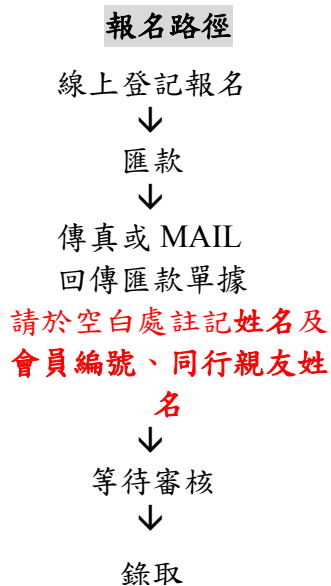 報名路徑
線上登記報名
↓
匯款
↓
傳真或 MAIL
回傳匯款單據
請於空白處註記姓名及
會員編號、同行親友姓
名
↓
等待審核
↓
錄取